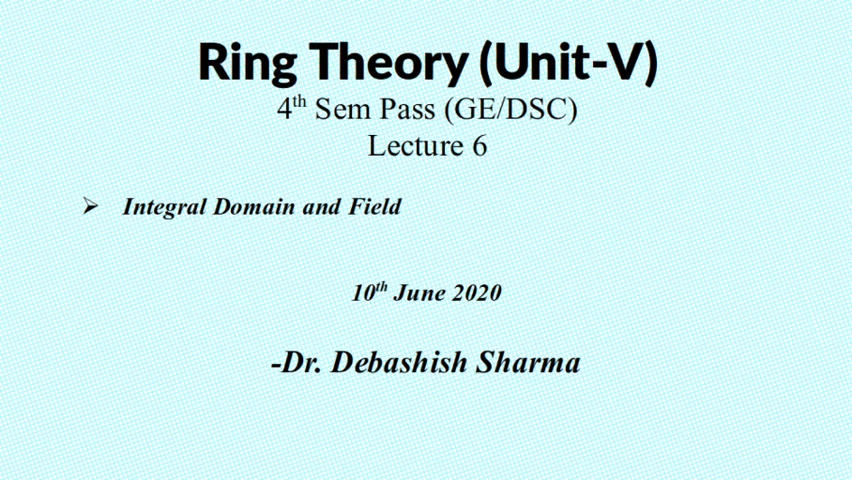 Ring Theory (Unit-V)
4th Sem Pass (GE/DSC)
Lecture 6
➢ Integral Domain and Field
10th June 2020
-Dr. Debashish Sharma